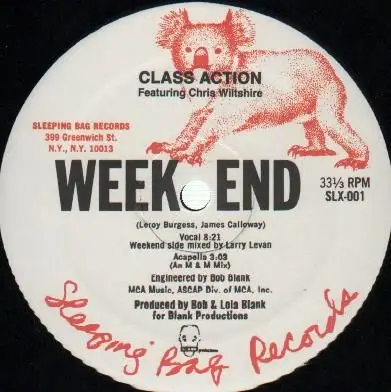 CLASS ACTION
Featuring Chris Wiltshire
SLEEPING BAG RECORDS
399 Greenwich St.
N.Y., N.Y. 10013
WEEK END
33⅓ RPM
SLX-001
(Leroy Burgess, James Calloway)
Vocal 8:21
Weekend side mixed by Larry Levan
Acapella 3:03
(An M & M Mix)
Engineered by Bob Blank
MCA Music, ASCAP Div. of MCA, Inc.
Produced by Bob & Lola Blank
for Blank Productions
Sleeping Bag Records